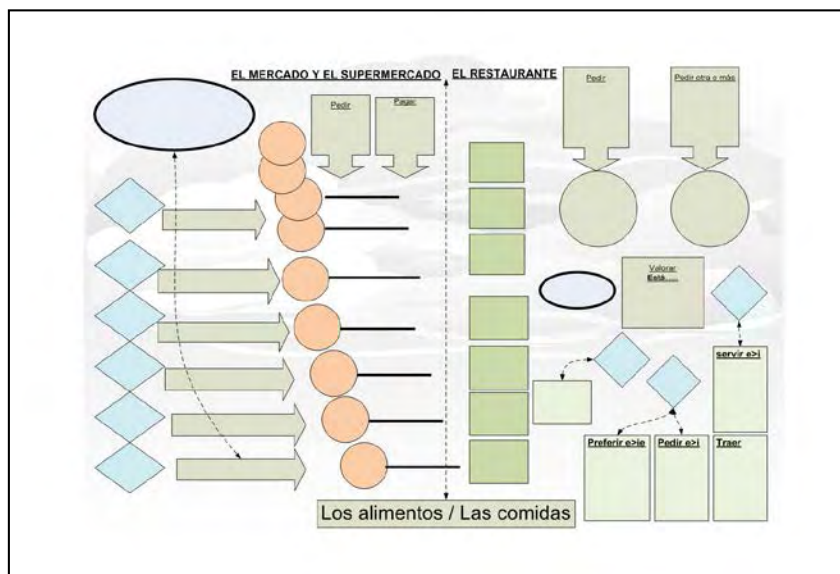 EL MERCADO Y EL SUPERMERCADO
EL RESTAURANTE
Pedir
Pagar
Pedir
Pedir otra o más
Valorar
Está.....
servir e>i
Preferir e>ie
Pedir e>i
Traer
Los alimentos / Las comidas